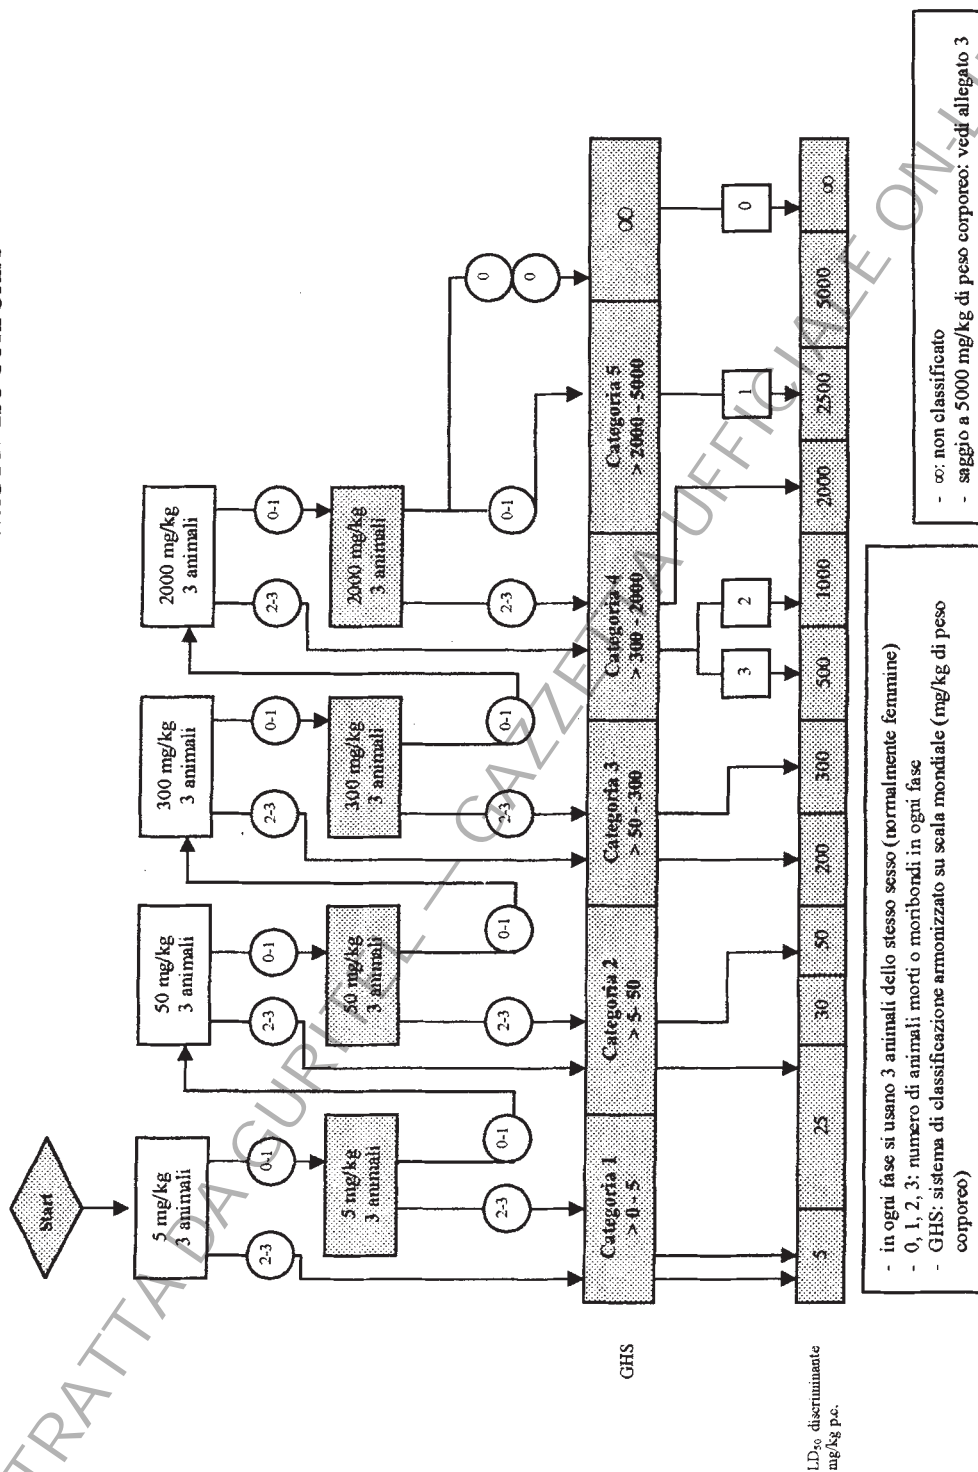 Start
5 mg/kg
3 animali
50 mg/kg
3 animali
300 mg/kg
3 animali
2000 mg/kg
3 animali
2-3
0-1
2-3
0-1
2-3
0-1
2-3
0-1
5 mg/kg
3 animali
50 mg/kg
3 animali
300 mg/kg
3 animali
2000 mg/kg
3 animali
2-3
0-1
2-3
0-1
2-3
0-1
2-3
0-1
0
0
GHS
Categoria 1
> 0 - 5
Categoria 2
> 5- 50
Categoria 3
> 50 - 300
Categoria 4
> 300 - 2000
Categoria 5
> 2000 - 5000
∞
3
2
1
0
LD50 discriminante
mg/kg p.c.
5
25
30
50
200
300
500
1000
2000
2500
5000
∞
- in ogni fase si usano 3 animali dello stesso sesso (normalmente femmine)
- 0, 1, 2, 3: numero di animali morti o moribondi in ogni fase
- GHS: sistema di classificazione armonizzato su scala mondiale (mg/kg di peso
corporeo)
- ∞: non classificato
- saggio a 5000 mg/kg di peso corporeo: vedi allegato 3
TRATTA DA GURITEL — GAZZETTA UFFICIALE ON-L